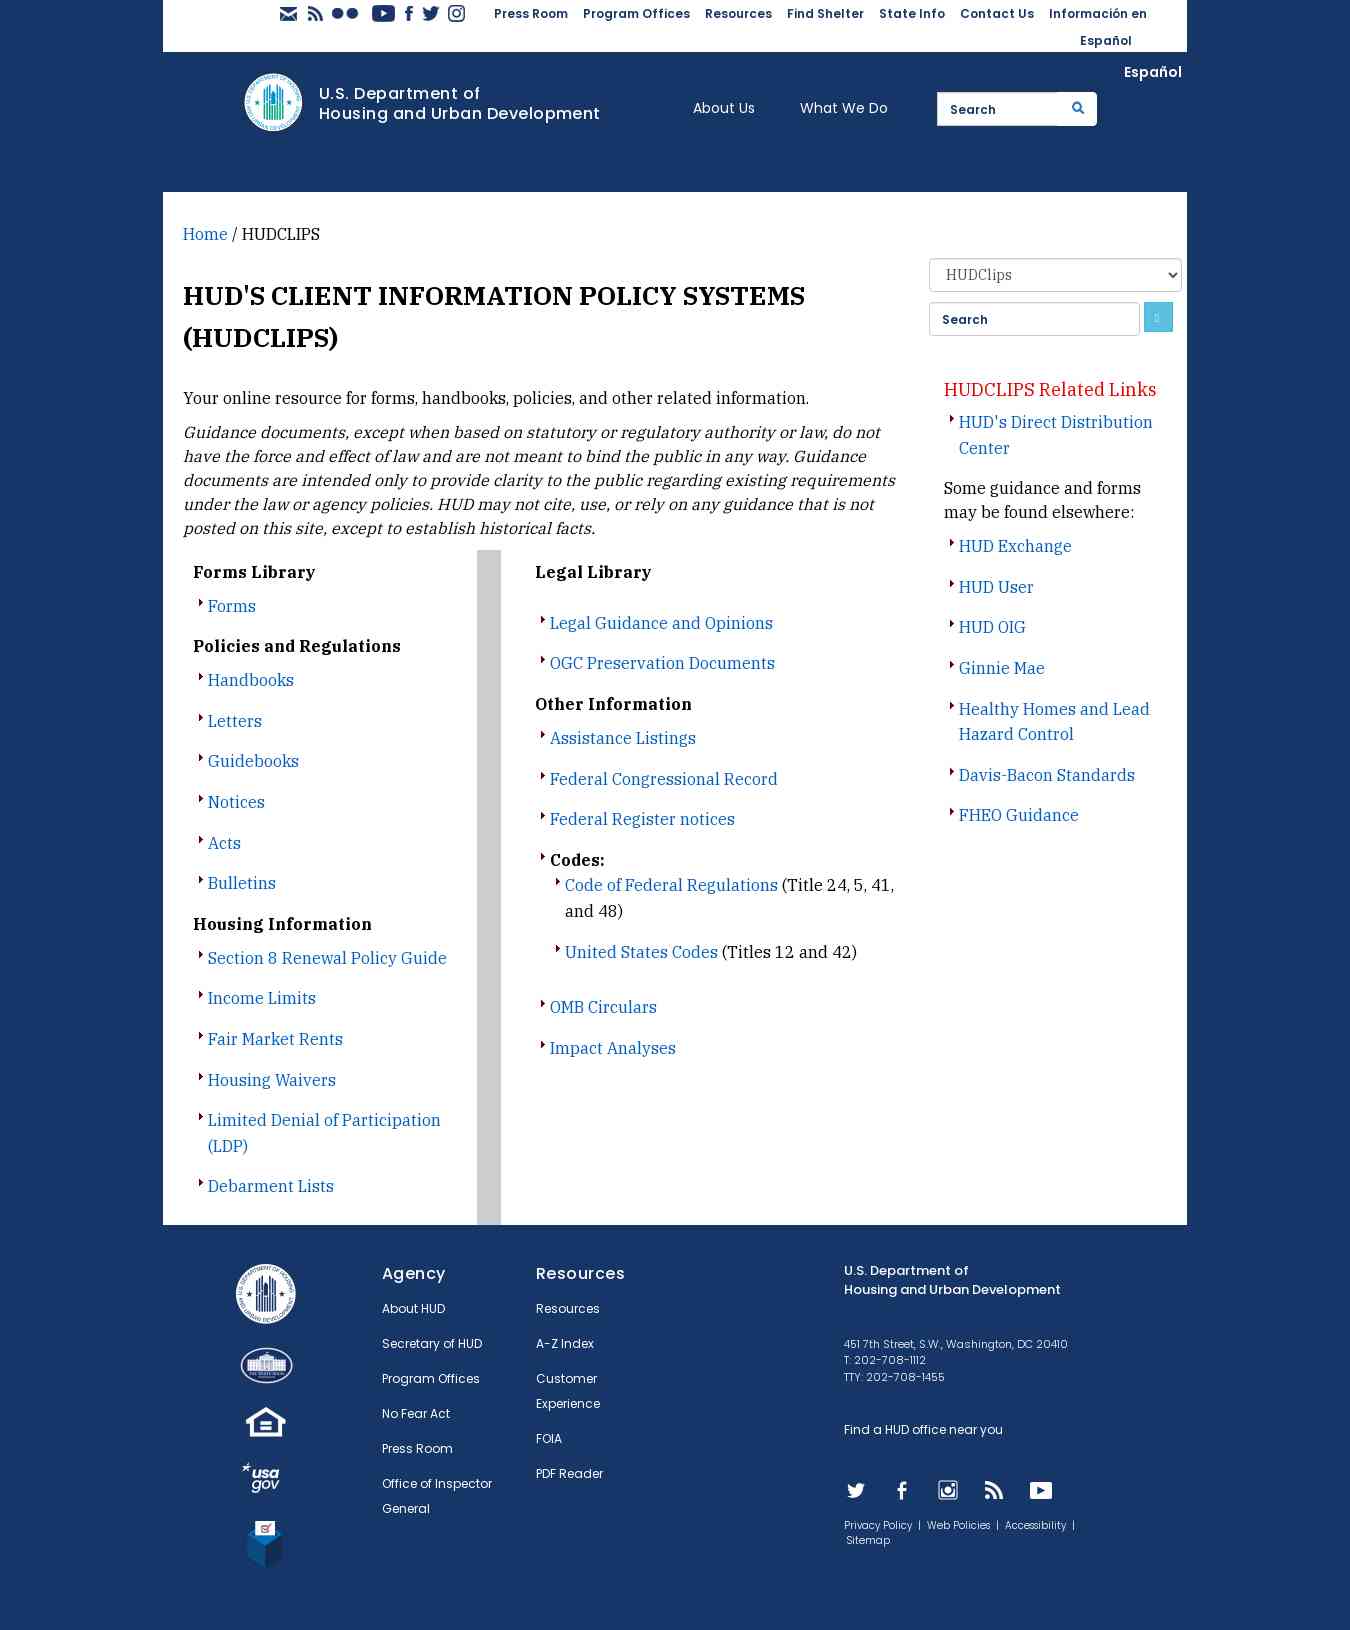 Press Room Program Offices Resources Find Shelter State Info Contact Us Información en
Español
Español
U.S. Department of
Housing and Urban Development
About Us What We Do Search
Home / HUDCLIPS
HUDClips
Search
HUD'S CLIENT INFORMATION POLICY SYSTEMS
(HUDCLIPS)
Your online resource for forms, handbooks, policies, and other related information.
Guidance documents, except when based on statutory or regulatory authority or law, do not
have the force and effect of law and are not meant to bind the public in any way. Guidance
documents are intended only to provide clarity to the public regarding existing requirements
under the law or agency policies. HUD may not cite, use, or rely on any guidance that is not
posted on this site, except to establish historical facts.
Forms Library
Forms
Policies and Regulations
Handbooks
Letters
Guidebooks
Notices
Acts
Bulletins
Housing Information
Section 8 Renewal Policy Guide
Income Limits
Fair Market Rents
Housing Waivers
Limited Denial of Participation
(LDP)
Debarment Lists
Legal Library
Legal Guidance and Opinions
OGC Preservation Documents
Other Information
Assistance Listings
Federal Congressional Record
Federal Register notices
Codes:
Code of Federal Regulations (Title 24, 5, 41,
and 48)
United States Codes (Titles 12 and 42)
OMB Circulars
Impact Analyses
HUDCLIPS Related Links
HUD's Direct Distribution
Center
Some guidance and forms
may be found elsewhere:
HUD Exchange
HUD User
HUD OIG
Ginnie Mae
Healthy Homes and Lead
Hazard Control
Davis-Bacon Standards
FHEO Guidance
usa
gov
Agency
About HUD
Secretary of HUD
Program Offices
No Fear Act
Press Room
Office of Inspector
General
Resources
Resources
A-Z Index
Customer
Experience
FOIA
PDF Reader
U.S. Department of
Housing and Urban Development
451 7th Street, S.W., Washington, DC 20410
T: 202-708-1112
TTY: 202-708-1455
Find a HUD office near you
Privacy Policy | Web Policies | Accessibility |
Sitemap